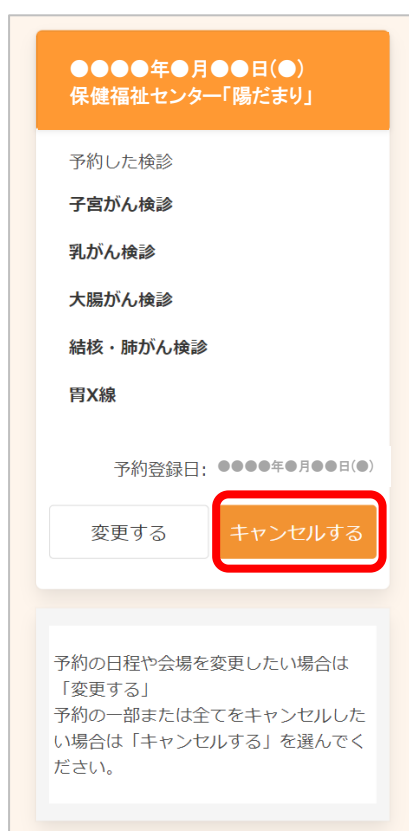 ●●●●年●月●●日(●)
保健福祉センター「陽だまり」
予約した検診
子宮がん検診
乳がん検診
大腸がん検診
結核・肺がん検診
胃X線
予約登録日: ●●●●年●月●●日(●)
変更する
キャンセルする
予約の日程や会場を変更したい場合は
「変更する」
予約の一部または全てをキャンセルした
い場合は「キャンセルする」を選んでく
ださい。